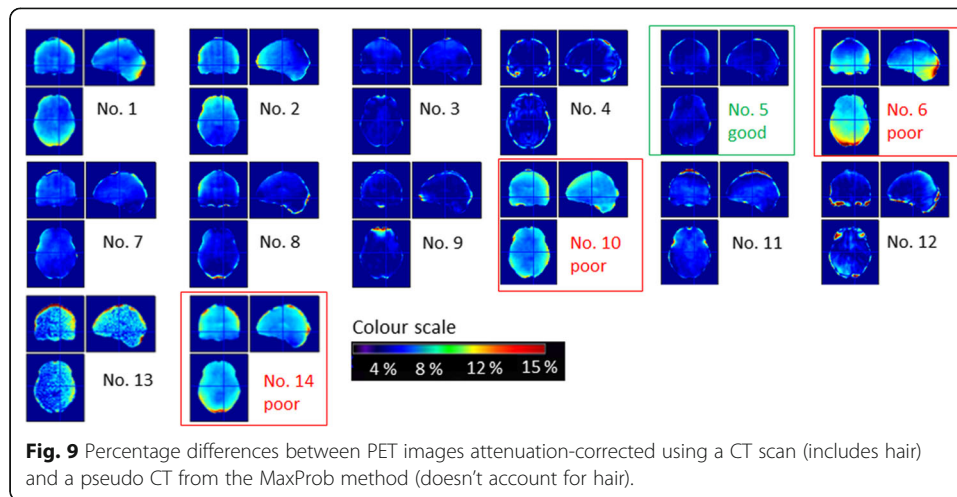 No. 1
No. 2
No. 3
No. 4
No. 5
good
No. 6
poor
No. 7
No. 8
No. 9
No. 10
poor
No. 11
No. 12
No. 13
No. 14
poor
Colour scale
4 % 8 % 12 % 15 %
Fig. 9 Percentage differences between PET images attenuation-corrected using a CT scan (includes hair)
and a pseudo CT from the MaxProb method (doesn’t account for hair).